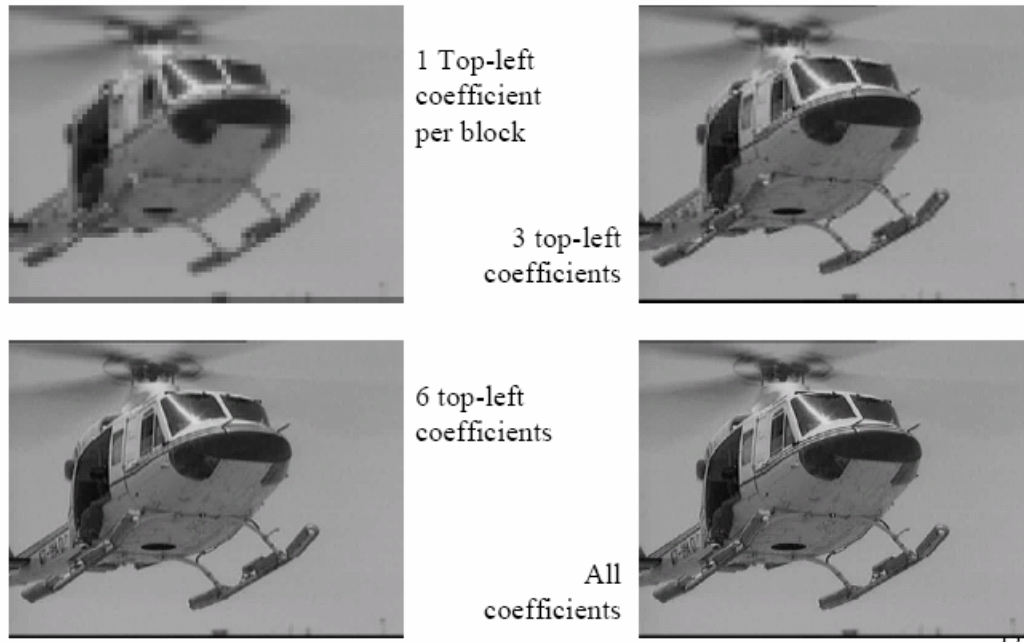 1 Top-left
coefficient
per block
3 top-left
coefficients
6 top-left
coefficients
All
coefficients